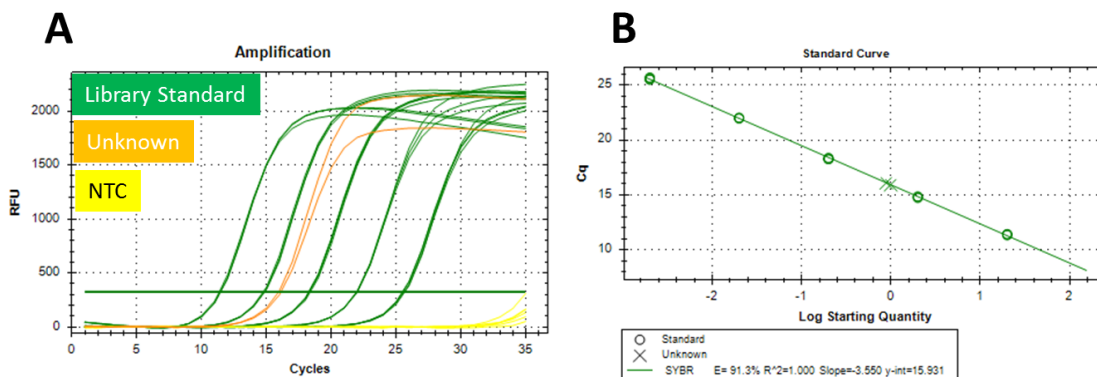 A
Amplification
Library Standard
Unknown
NTC
2000
1500
1000
500
0
RFU
0 5 10 15 20 25 30 35
Cycles
B
Standard Curve
25
20
15
10
Cq
-2 -1 0 1 2
Log Starting Quantity
Standard
Unknown
SYBR E= 91.3% R^2=1.000 Slope=-3.550 y-int=15.931